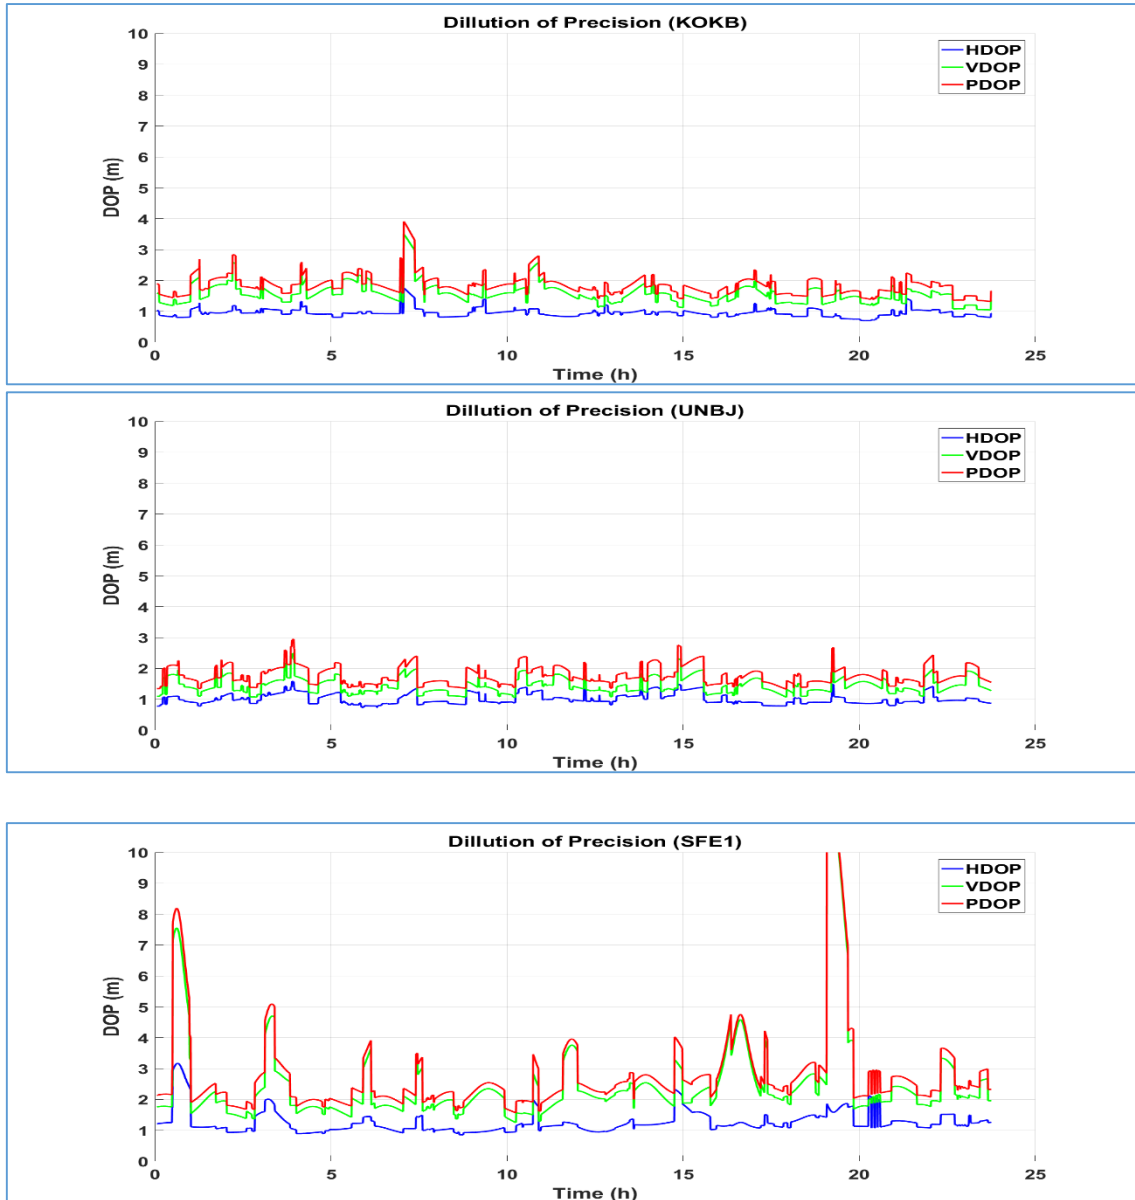 Dillution of Precision (KOKB)
10
9
8
7
6
5
4
3
2
1
0
DOP (m)
HDOP
VDOP
PDOP
0 5 10 15 20 25
Time (h)
Dillution of Precision (UNBJ)
10
9
8
7
6
5
4
3
2
1
0
DOP (m)
HDOP
VDOP
PDOP
0 5 10 15 20 25
Time (h)
Dillution of Precision (SFE1)
10
9
8
7
6
5
4
3
2
1
0
DOP (m)
HDOP
VDOP
PDOP
0 5 10 15 20 25
Time (h)